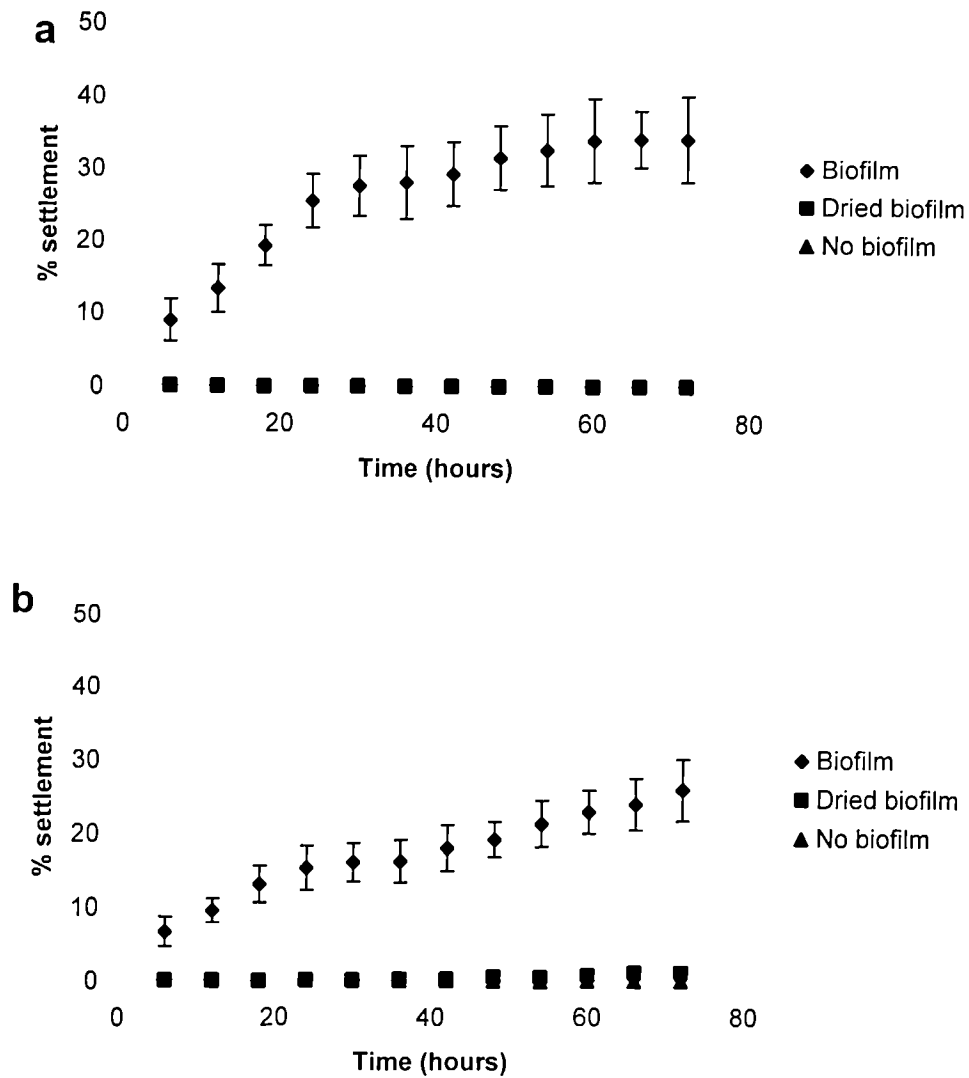 a
50
40
30
20
10
0
% settlement
0 20 40 60 80
Time (hours)
Biofilm
Dried biofilm
No biofilm
b
50
40
30
20
10
0
% settlement
0 20 40 60 80
Time (hours)
Biofilm
Dried biofilm
No biofilm